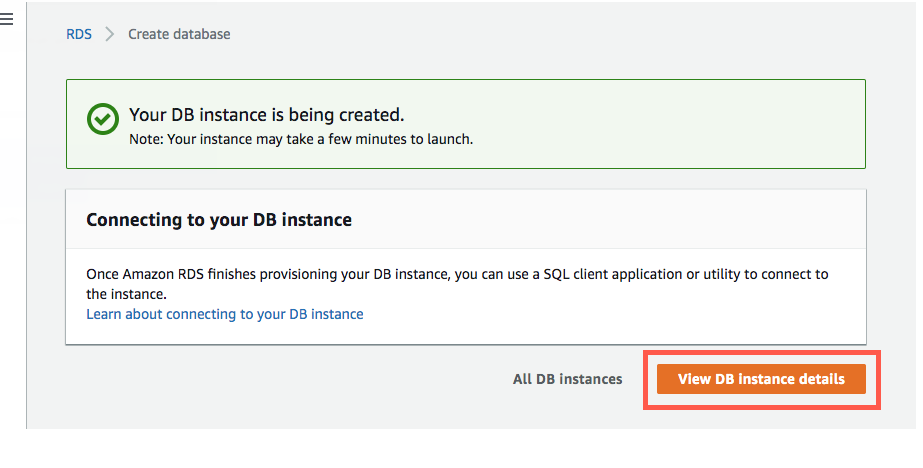 RDS > Create database
Your DB instance is being created.
Note: Your instance may take a few minutes to launch.
Connecting to your DB instance
Once Amazon RDS finishes provisioning your DB instance, you can use a SQL client application or utility to connect to
the instance.
Learn about connecting to your DB instance
All DB instances View DB instance details